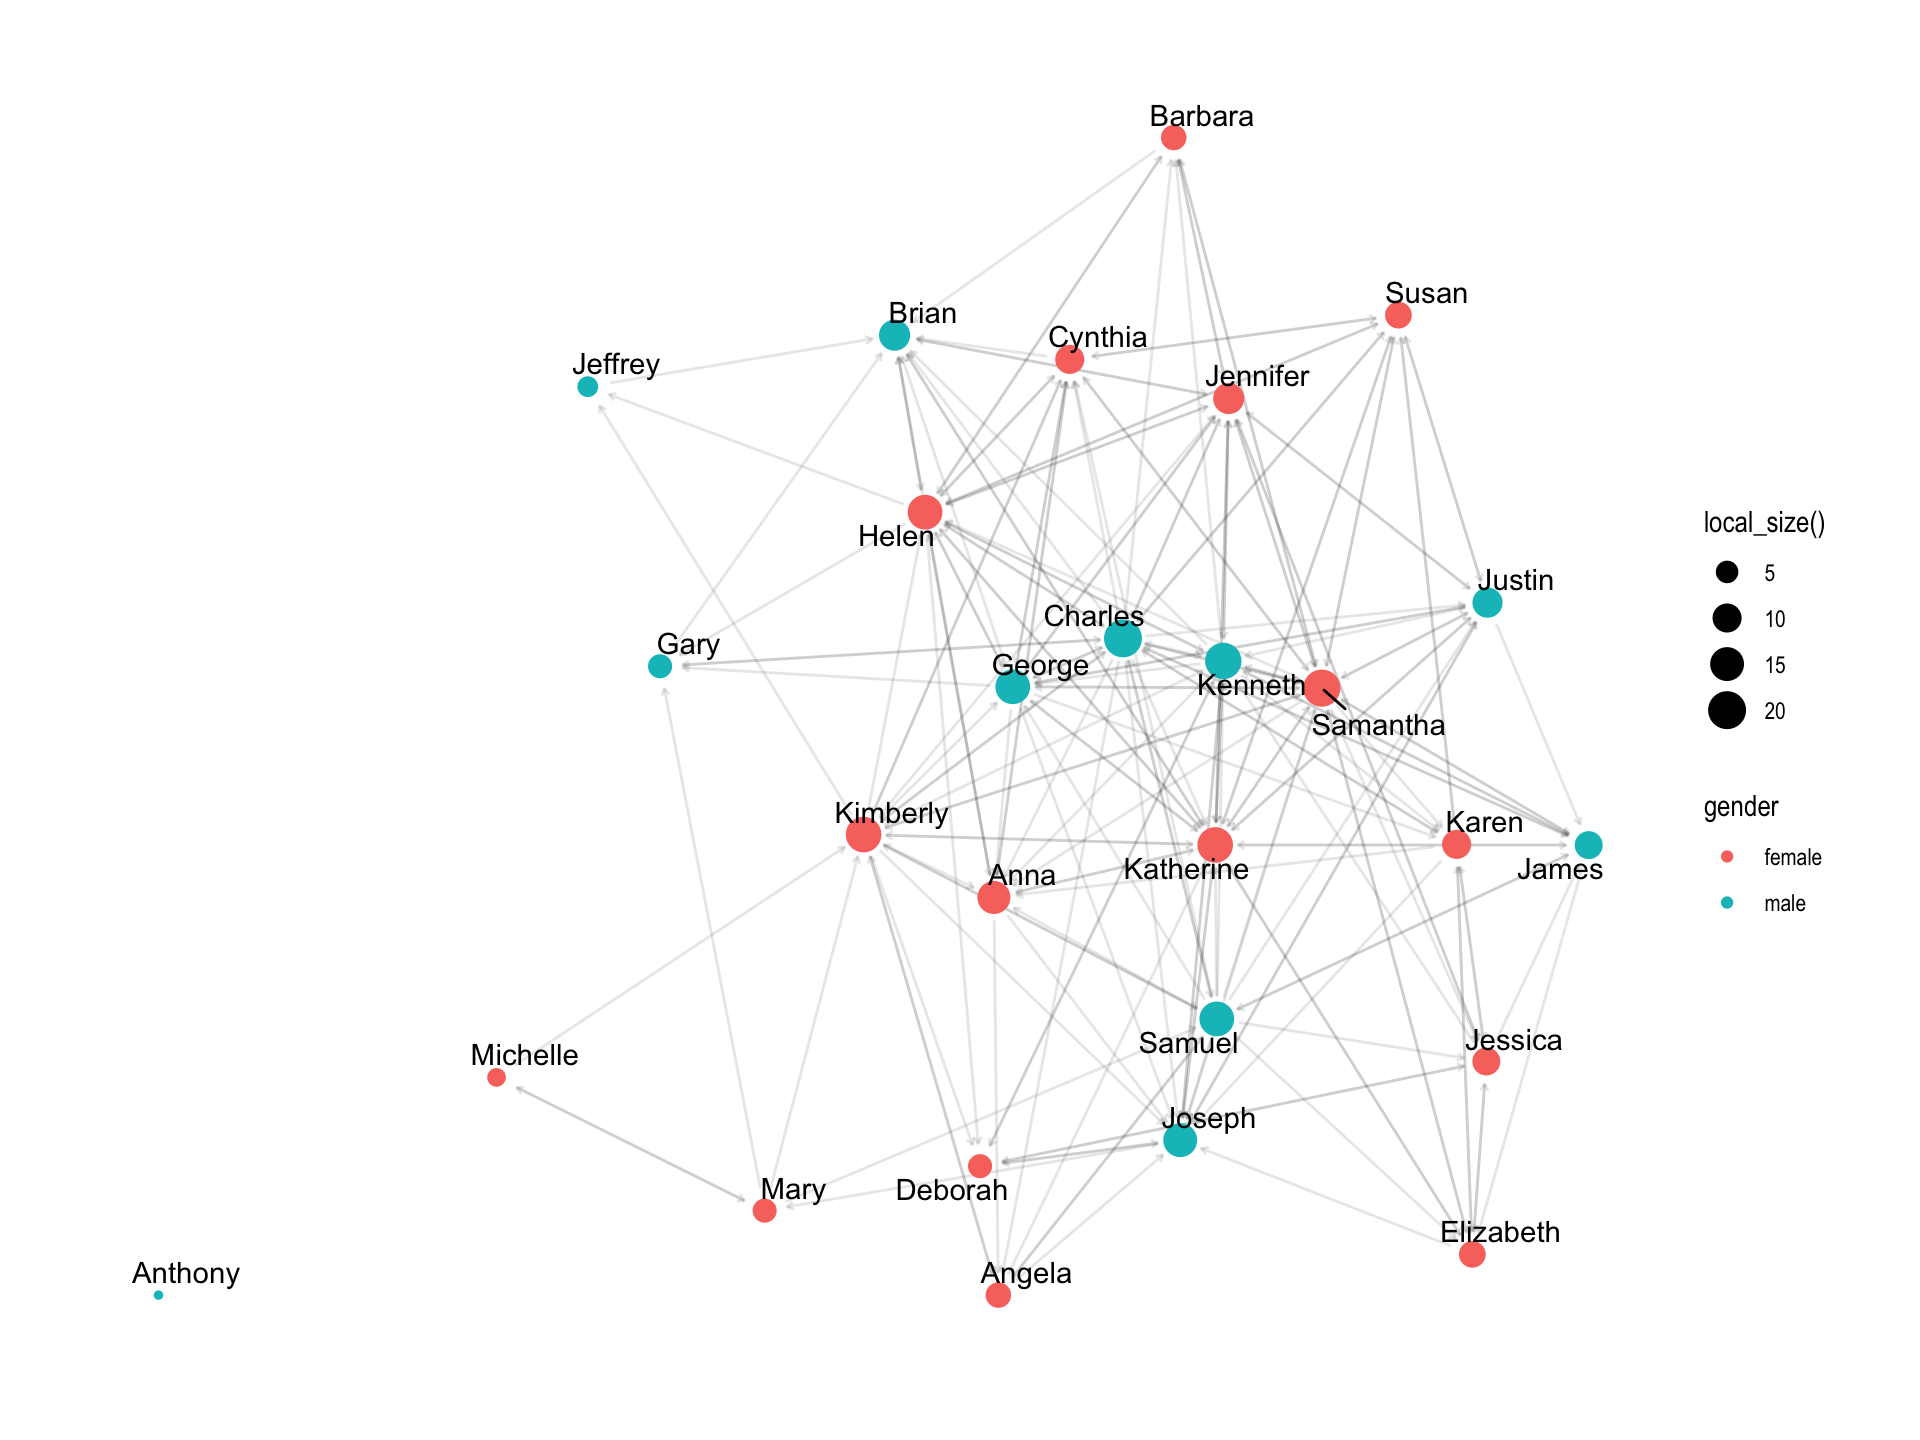 Barbara
Susan
Brian
Cynthia
Jeffrey
Jennifer
Helen
Justin
Charles
Gary
George
Kenneth
Samantha
Kimberly
Karen
Anna
Katherine
James
Michelle
Samuel
Jessica
Joseph
Mary
Deborah
Elizabeth
Anthony
Angela
local_size()
5
10
15
20
gender
female
male